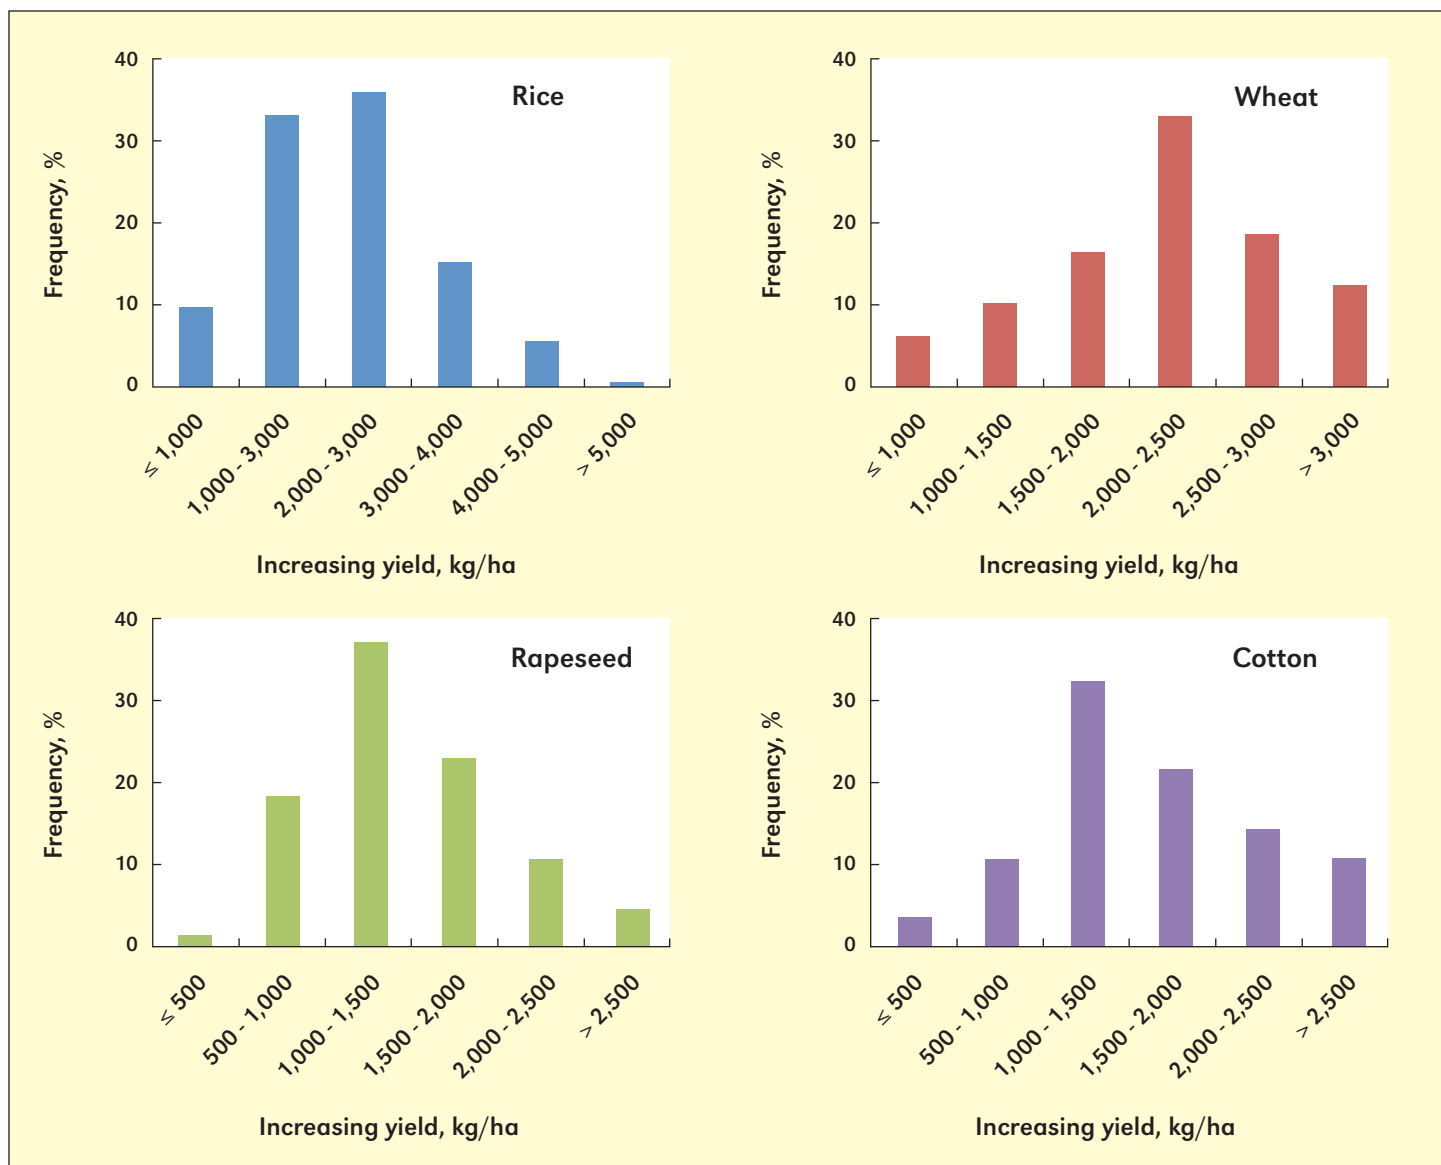 Rice
Frequency, %
40
30
20
10
0
≤ 1,000
1,000 - 3,000
2,000 - 3,000
3,000 - 4,000
4,000 - 5,000
> 5,000
Increasing yield, kg/ha
Wheat
Frequency, %
40
30
20
10
0
≤ 1,000
1,000 - 1,500
1,500 - 2,000
2,000 - 2,500
2,500 - 3,000
> 3,000
Increasing yield, kg/ha
Rapeseed
Frequency, %
40
30
20
10
0
≤ 500
500 - 1,000
1,000 - 1,500
1,500 - 2,000
2,000 - 2,500
> 2,500
Increasing yield, kg/ha
Cotton
Frequency, %
40
30
20
10
0
≤ 500
500 - 1,000
1,000 - 1,500
1,500 - 2,000
2,000 - 2,500
> 2,500
Increasing yield, kg/ha